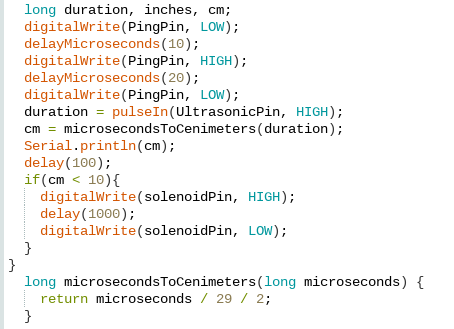 long duration, inches, cm;
digitalWrite(PingPin, LOW);
delayMicroseconds(10);
digitalWrite(PingPin, HIGH);
delayMicroseconds(20);
digitalWrite(PingPin, LOW);
duration = pulseIn(UltrasonicPin, HIGH);
cm = microsecondsToCenimeters(duration);
Serial.println(cm);
delay(100);
if(cm < 10){
digitalWrite(solenoidPin, HIGH);
delay(1000);
digitalWrite(solenoidPin, LOW);
}
}
long microsecondsToCenimeters(long microseconds) {
return microseconds / 29 / 2;
}